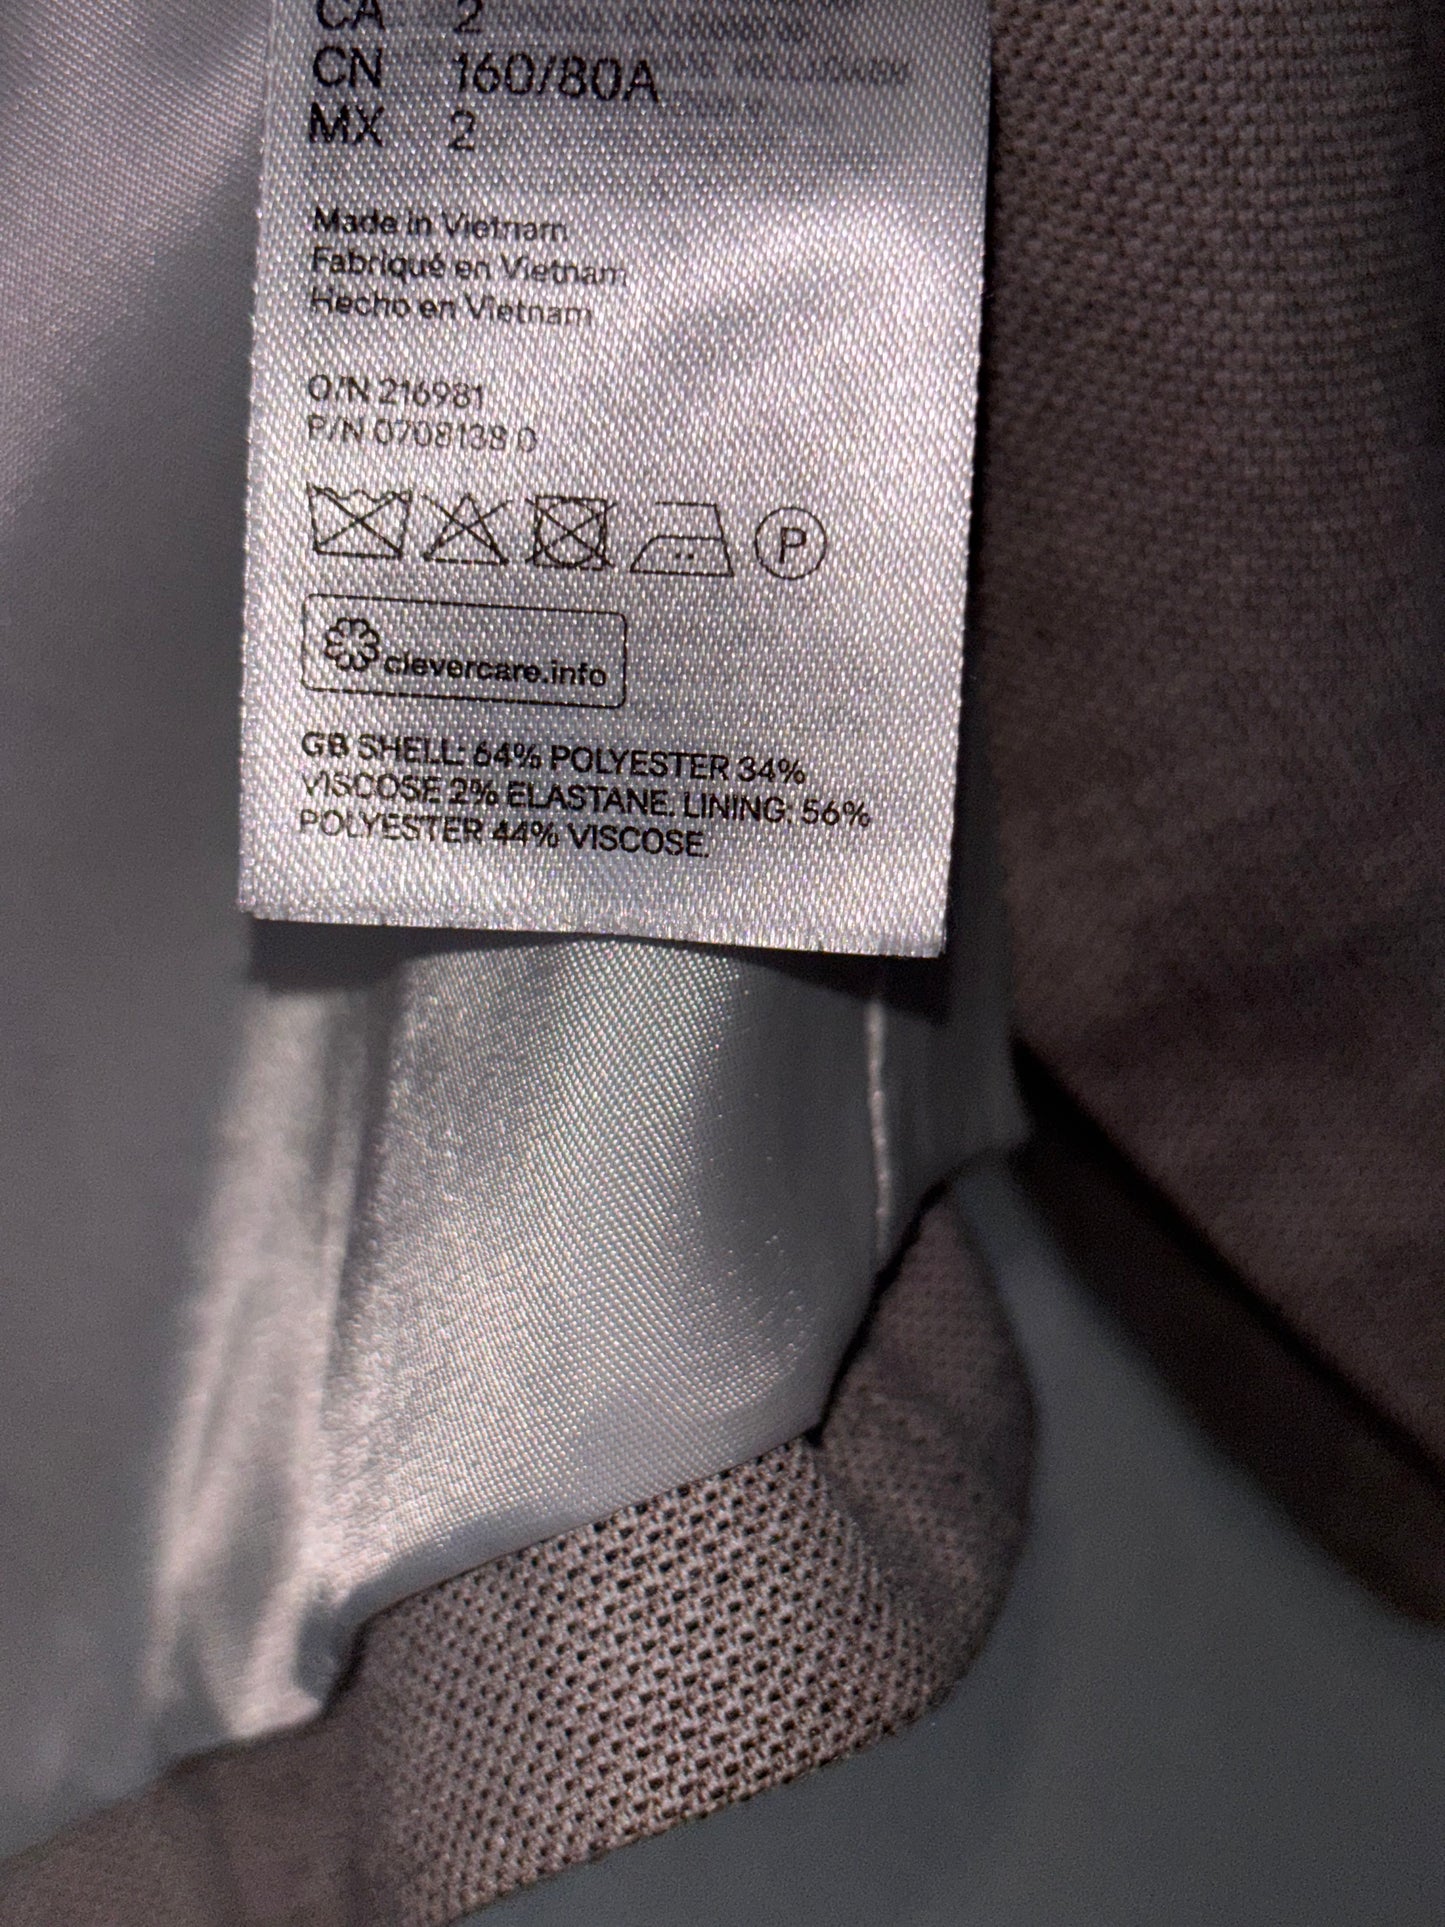 CA 2
CN 160/80A
MX 2
Made in Vietnam
Fabriqué en Vietnam
Hecho en Vietnam
O/N 216981
P/N 0708138 0
P
clevercare.info
GB SHELL: 64% POLYESTER 34%
VISCOSE 2% ELASTANE. LINING: 56%
POLYESTER 44% VISCOSE.